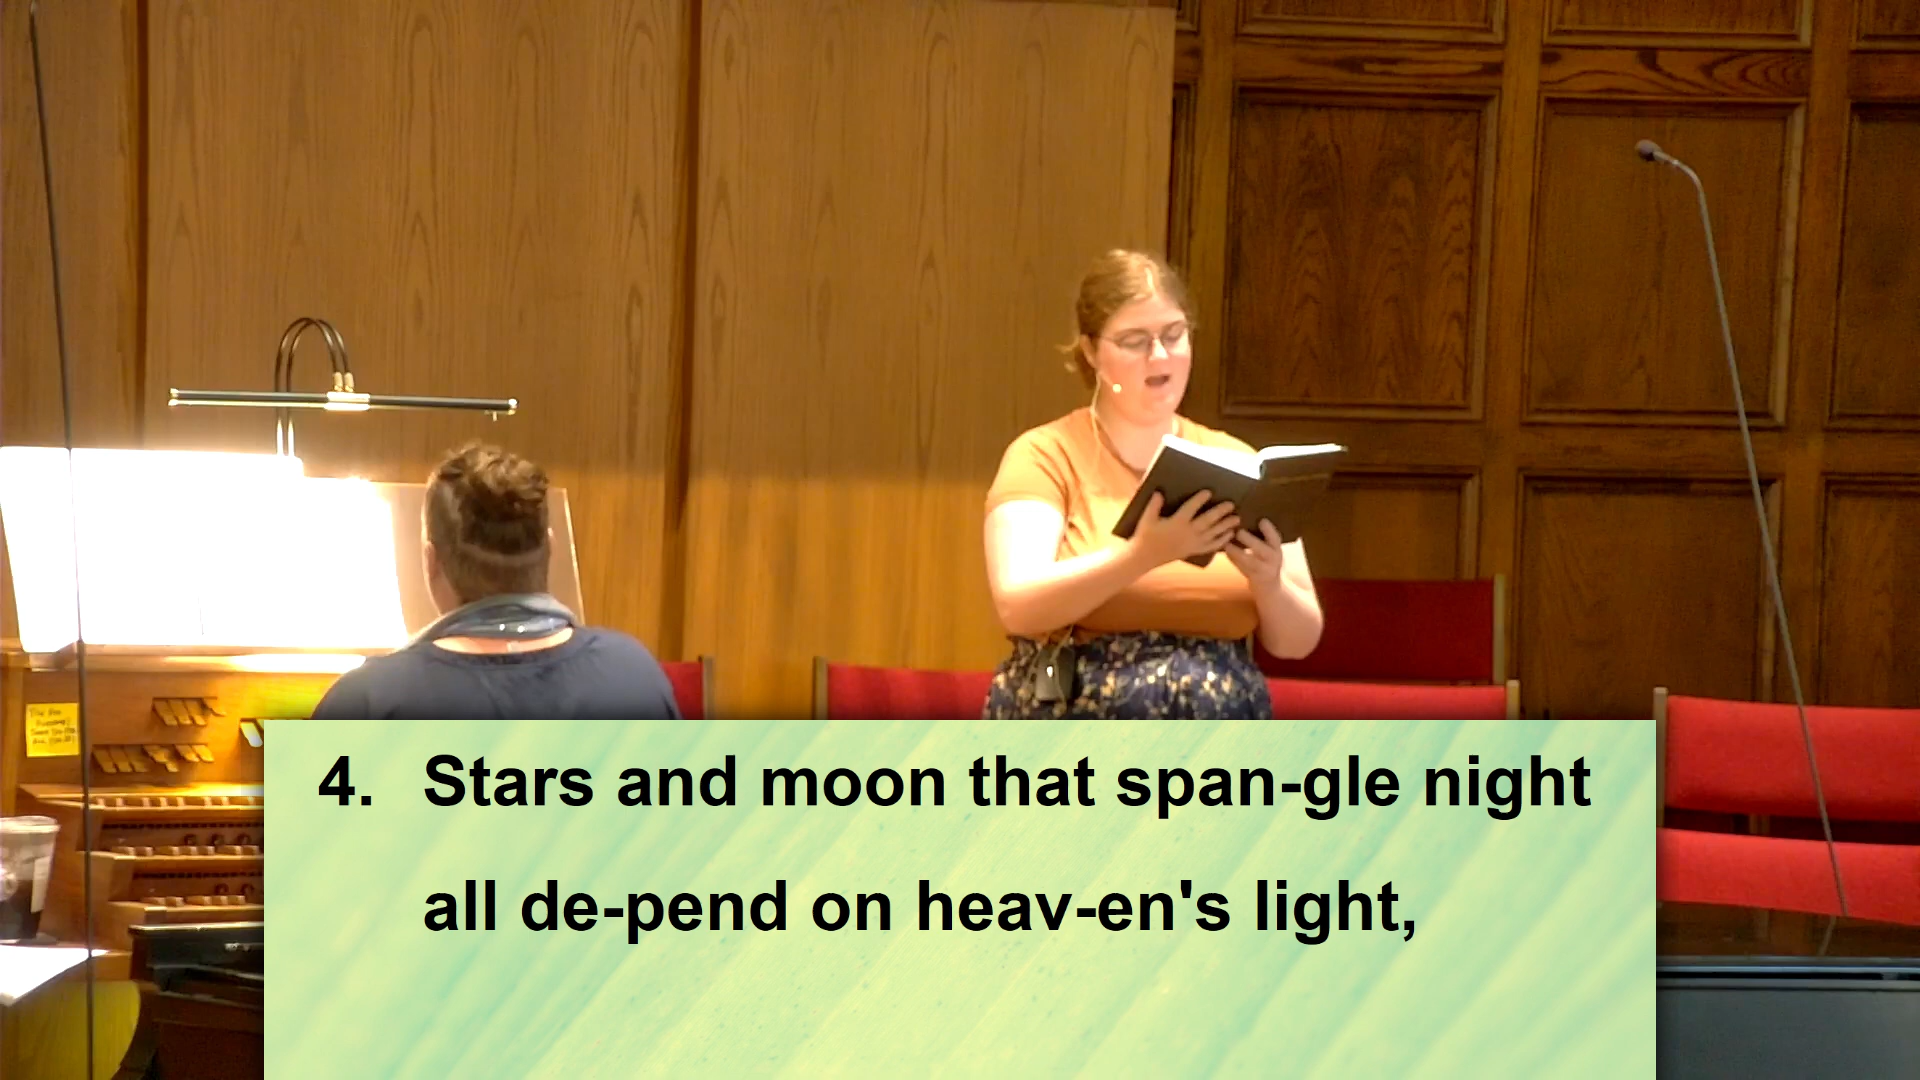 4. Stars and moon that span-gle night
all de-pend on heav-en's light,